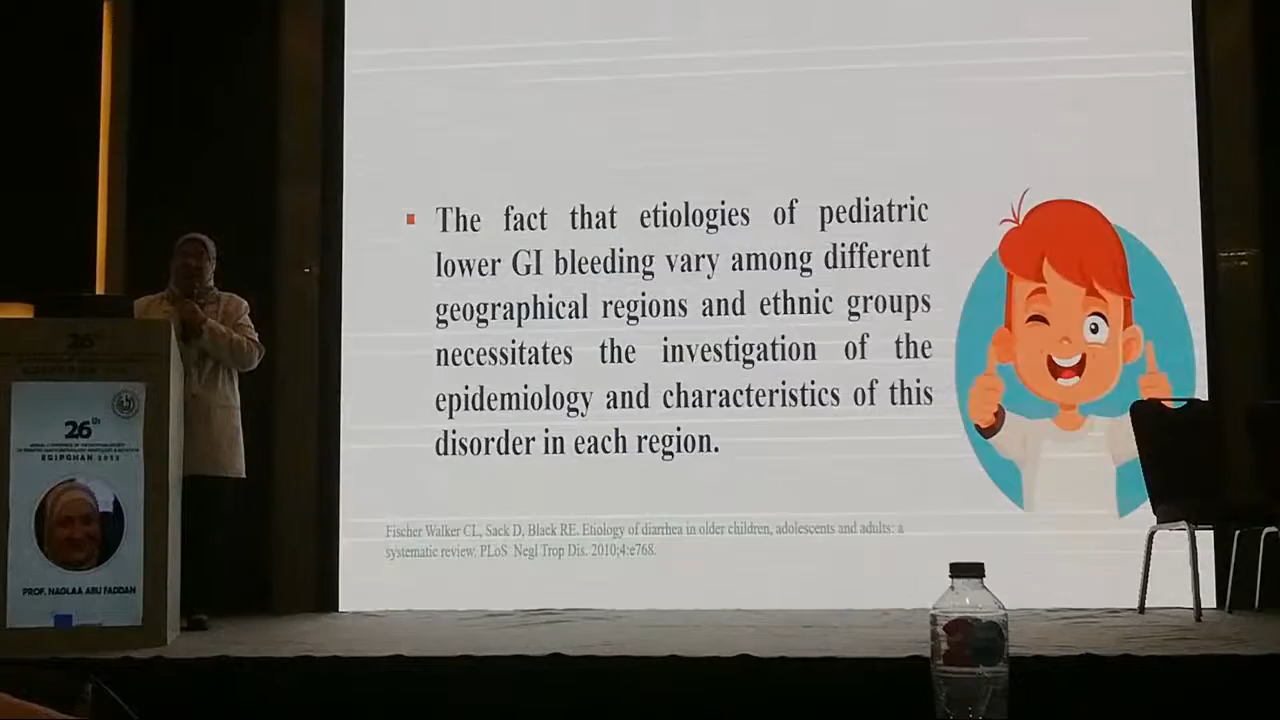 The fact that etiologies of pediatric
lower GI bleeding vary among different
geographical regions and ethnic groups
necessitates the investigation of the
epidemiology and characteristics of this
disorder in each region.
Fischer Walker CL, Sack D, Black RE. Etiology of diarrhea in older children, adolescents and adults: a
systematic review. PLoS Negl Trop Dis. 2010;4:e768.
26
26th
PROF. NAGLAA ABU FADDAN